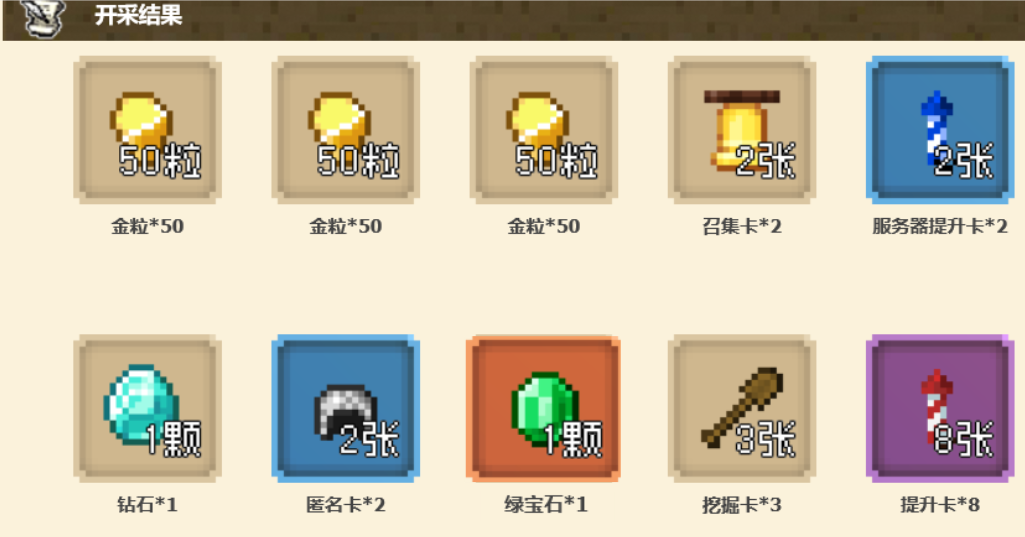 开采结果
50粒 50粒 50粒 2张 2张
金粒*50 金粒*50 金粒*50 召集卡*2 服务器提升卡*2
1颗 2张 1颗 3张 8张
钻石*1 匿名卡*2 绿宝石*1 挖掘卡*3 提升卡*8